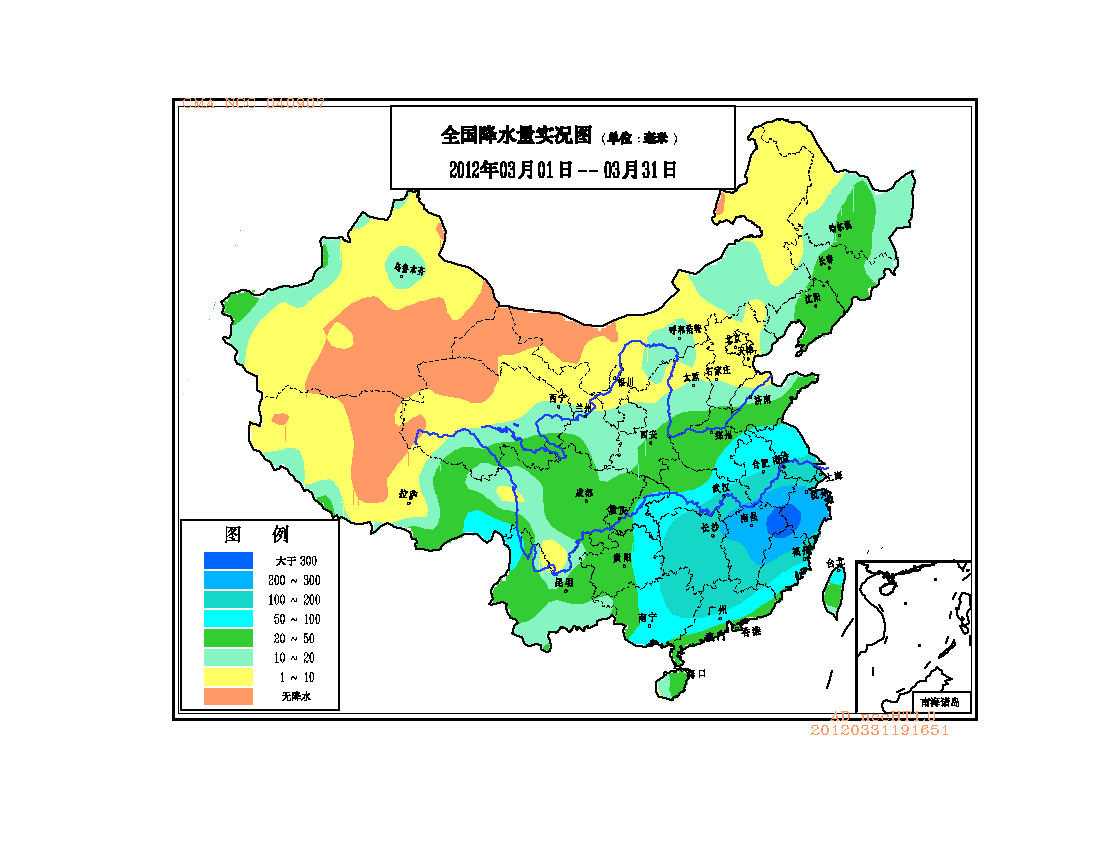 CMA NCC 040907
全国降水量实况图 (单位:毫米)
2012年03月01日 -- 03月31日
哈尔滨
长春
乌鲁木齐
沈阳
呼和浩特
北京
天津
石家庄
太原
银川
济南
西宁
兰州
西安
郑州
合肥
南京
上海
拉萨
成都
武汉
杭州
重庆
南昌
长沙
贵阳
福州
台北
昆明
广州
南宁
香港
澳门
海口
图 例
大于 300
200 ~ 300
100 ~ 200
50 ~ 100
20 ~ 50
10 ~ 20
1 ~ 10
无降水
南海诸岛
20120331191651